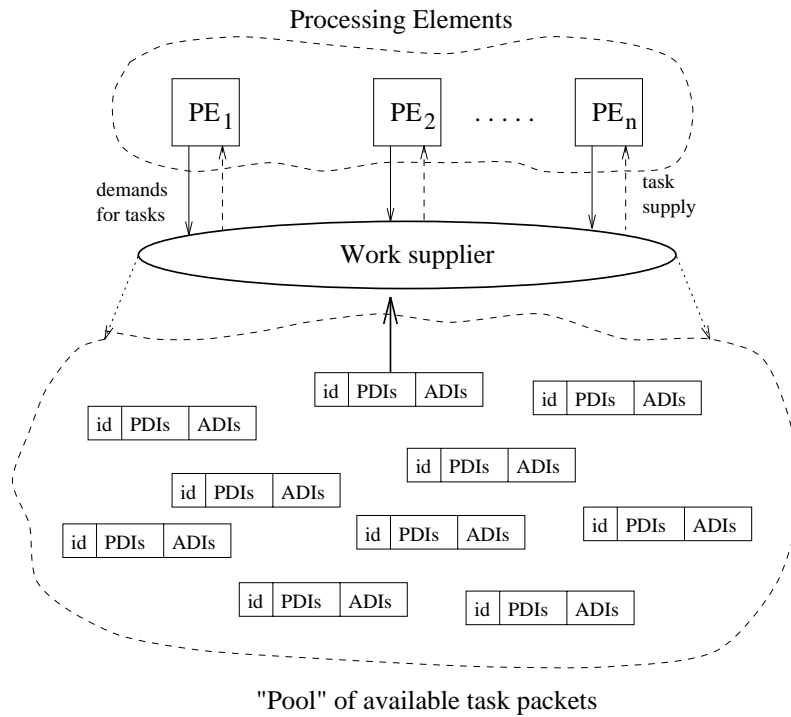 Processing Elements
PE1 PE2 ..... PEn
demands
for tasks
task
supply
Work supplier
id PDIs ADIs
id PDIs ADIs
id PDIs ADIs
id PDIs ADIs
id PDIs ADIs
id PDIs ADIs
id PDIs ADIs
id PDIs ADIs
id PDIs ADIs
id PDIs ADIs
"Pool" of available task packets